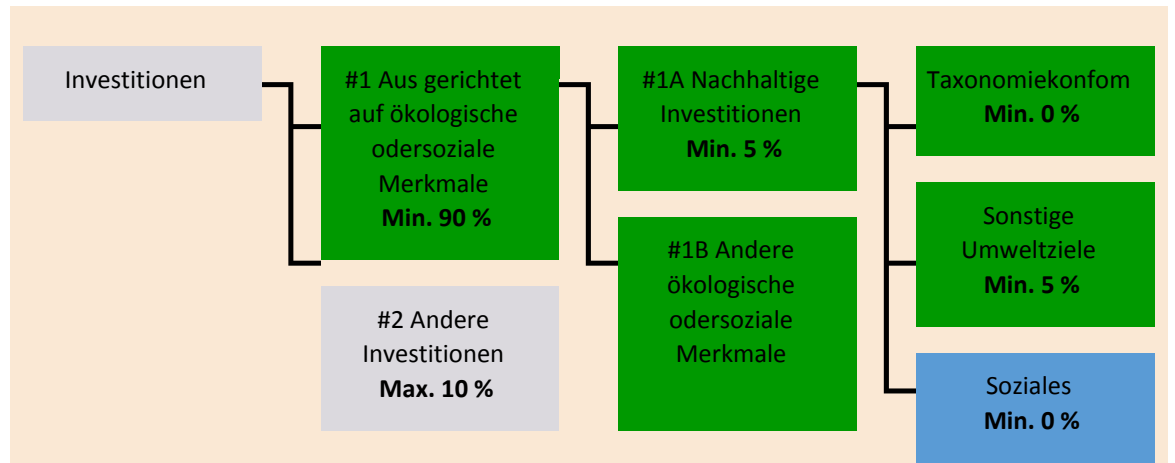 Investitionen
#1 Aus gerichtet
auf ökologische
odersoziale
Merkmale
Min. 90 %
#2 Andere
Investitionen
Max. 10 %
#1A Nachhaltige
Investitionen
Min. 5 %
#1B Andere
ökologische
odersoziale
Merkmale
Taxonomiekonfom
Min. 0 %
Sonstige
Umweltziele
Min. 5 %
Soziales
Min. 0 %